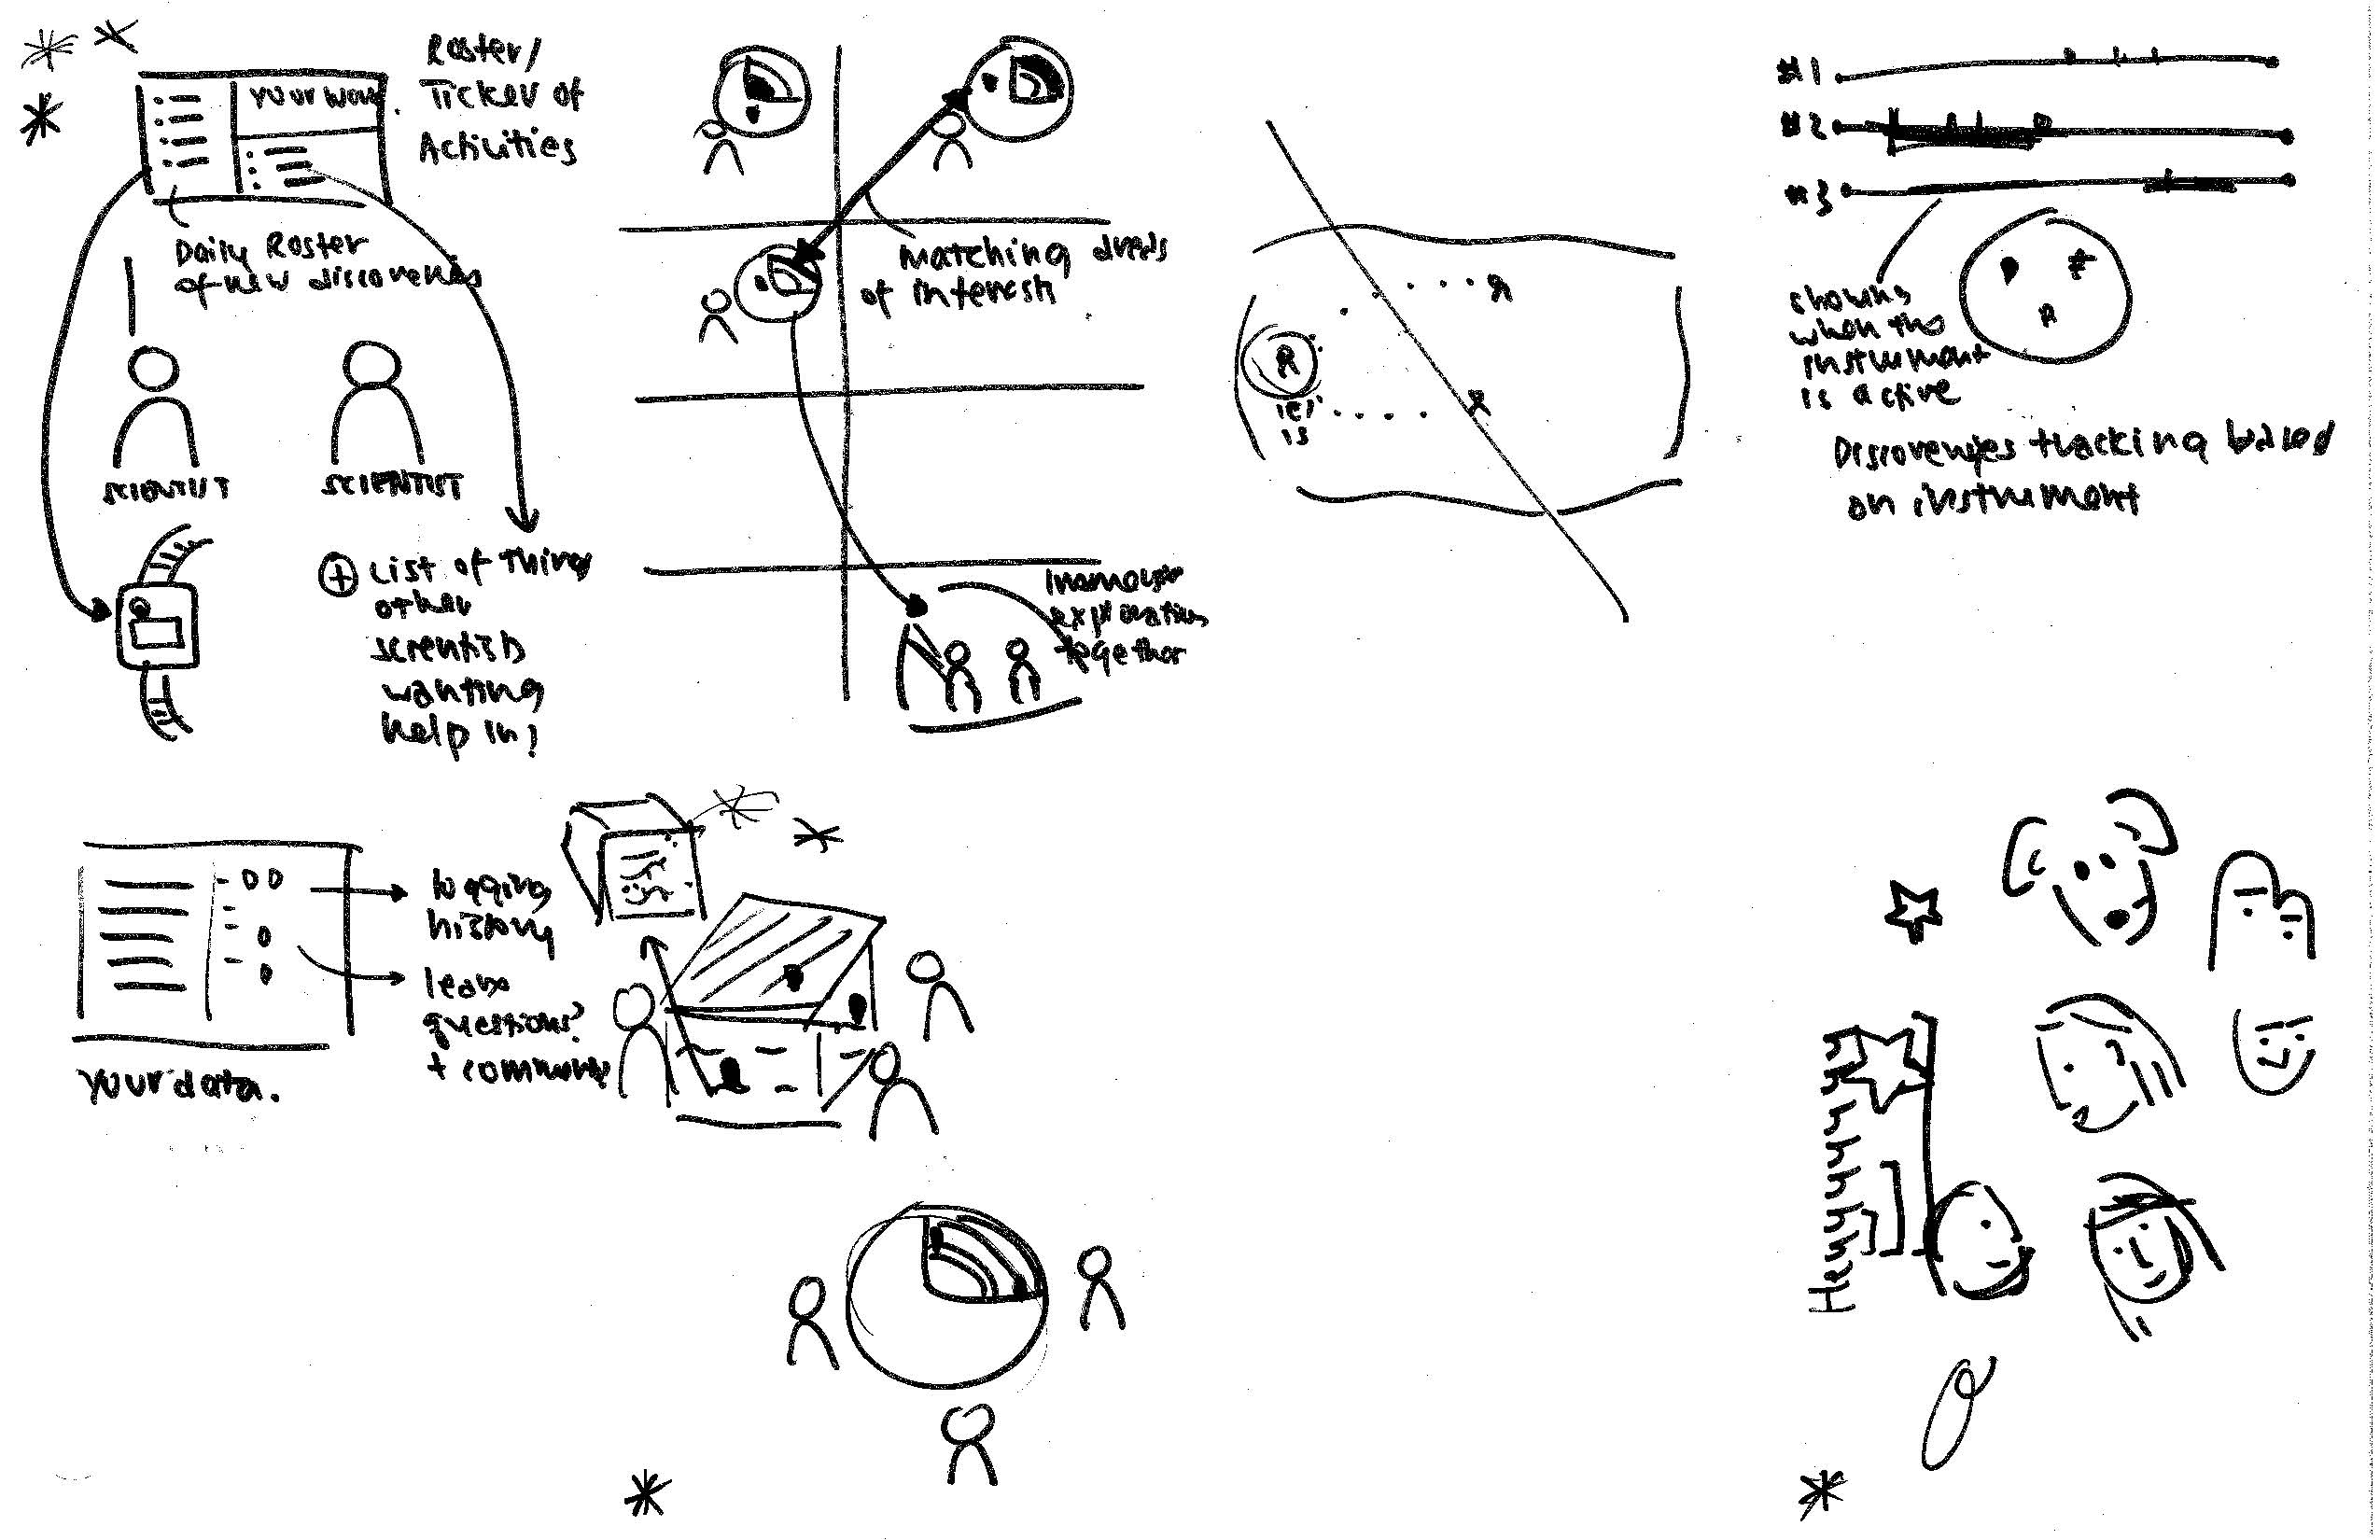 Roster/
Ticker of
Activities
Your work.
Daily Roster
of new discoveries
SCIENTIST
SCIENTIST
+ List of things
other
scientists
wanting
help in!
Matching areas
of interests
Immersive
exploration
together
#1
#2
#3
shows
when the
instrument
is active
Discoveries tracking based
on instrument
logging
history
leave
questions?
+ comments
Your data.
Heyyyyyyyyy